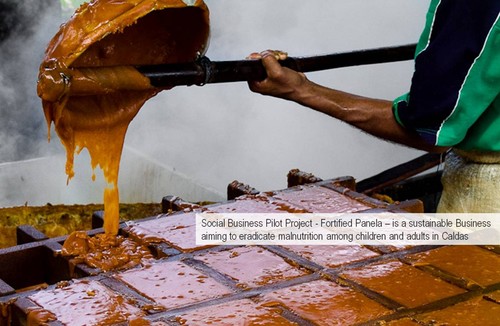 Social Business Pilot Project - Fortified Panela – is a sustainable Business
aiming to eradicate malnutrition among children and adults in Caldas